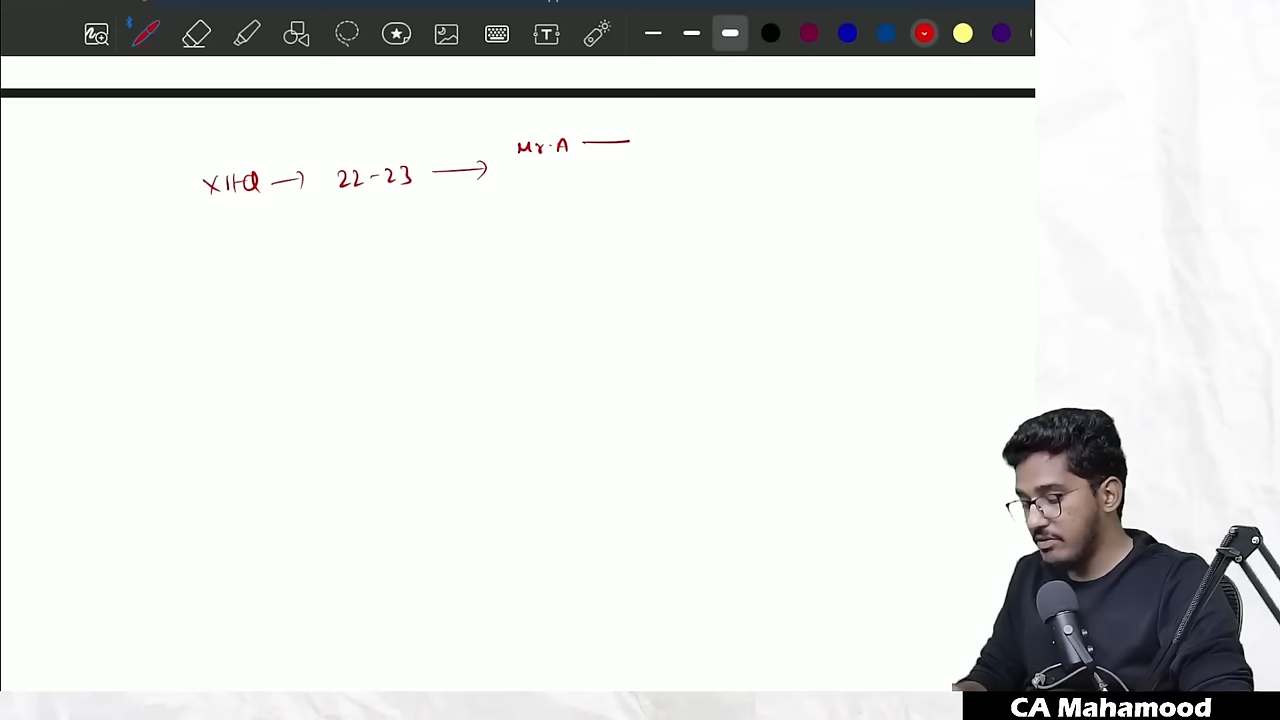 Mr. A —
XYZ → 22-23 →
CA Mahamood